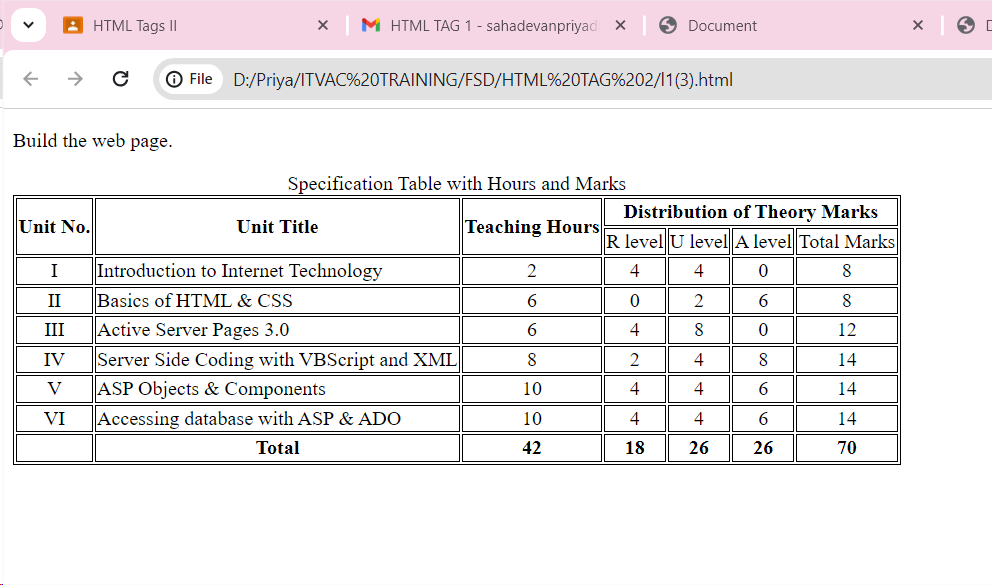 HTML Tags II
HTML TAG 1 - sahadevanpriyad
Document
File D:/Priya/ITVAC%20TRAINING/FSD/HTML%20TAG%202/l1(3).html
Build the web page.
Specification Table with Hours and Marks
Unit No. Unit Title Teaching Hours Distribution of Theory Marks
R level U level A level Total Marks
I Introduction to Internet Technology 2 4 4 0 8
II Basics of HTML & CSS 6 0 2 6 8
III Active Server Pages 3.0 6 4 8 0 12
IV Server Side Coding with VBScript and XML 8 2 4 8 14
V ASP Objects & Components 10 4 4 6 14
VI Accessing database with ASP & ADO 10 4 4 6 14
Total 42 18 26 26 70